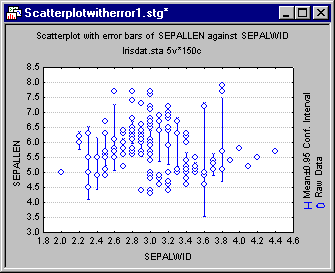 Scatterplotwitherror1.stg*
Scatterplot with error bars of SEPALLEN against SEPALWID
Irisdat.sta 5v*150c
8.5
8.0
7.5
7.0
6.5
6.0
5.5
5.0
4.5
4.0
3.5
3.0
SEPALLEN
1.8 2.0 2.2 2.4 2.6 2.8 3.0 3.2 3.4 3.6 3.8 4.0 4.2 4.4 4.6
SEPALWID
Mean±0.95 Conf. Interval
Raw Data